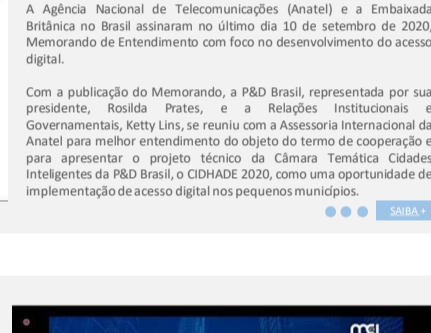 A Agência Nacional de Telecomunicações (Anatel) e a Embaixada
Britânica no Brasil assinaram no último dia 10 de setembro de 2020,
Memorando de Entendimento com foco no desenvolvimento do acesso
digital.
Com a publicação do Memorando, a P&D Brasil, representada por sua
presidente, Rosilda Prates, e a Relações Institucionais e
Governamentais, Ketty Lins, se reuniu com a Assessoria Internacional da
Anatel para melhor entendimento do objeto do termo de cooperação e
para apresentar o projeto técnico da Câmara Temática Cidades
Inteligentes da P&D Brasil, o CIDHADE 2020, como uma oportunidade de
implementação de acesso digital nos pequenos municípios.
SAIBA +